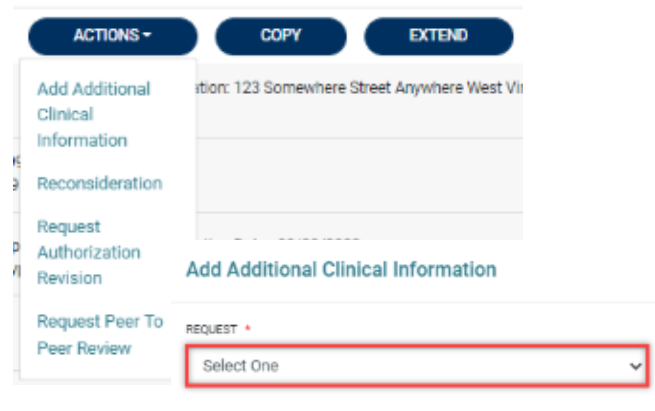 ACTIONS COPY EXTEND
Add Additional
Clinical
Information
Reconsideration
Request
Authorization
Revision
Request Peer To
Peer Review
123 Somewhere Street Anywhere West
Add Additional Clinical Information
REQUEST *
Select One